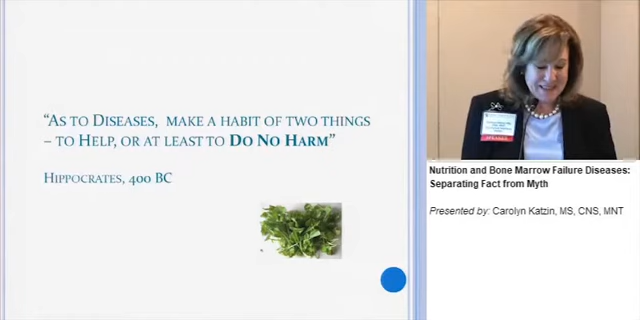 “AS TO DISEASES, MAKE A HABIT OF TWO THINGS
– TO HELP, OR AT LEAST TO DO NO HARM”
HIPPOCRATES, 400 BC
Nutrition and Bone Marrow Failure Diseases:
Separating Fact from Myth
Presented by: Carolyn Katzin, MS, CNS, MNT